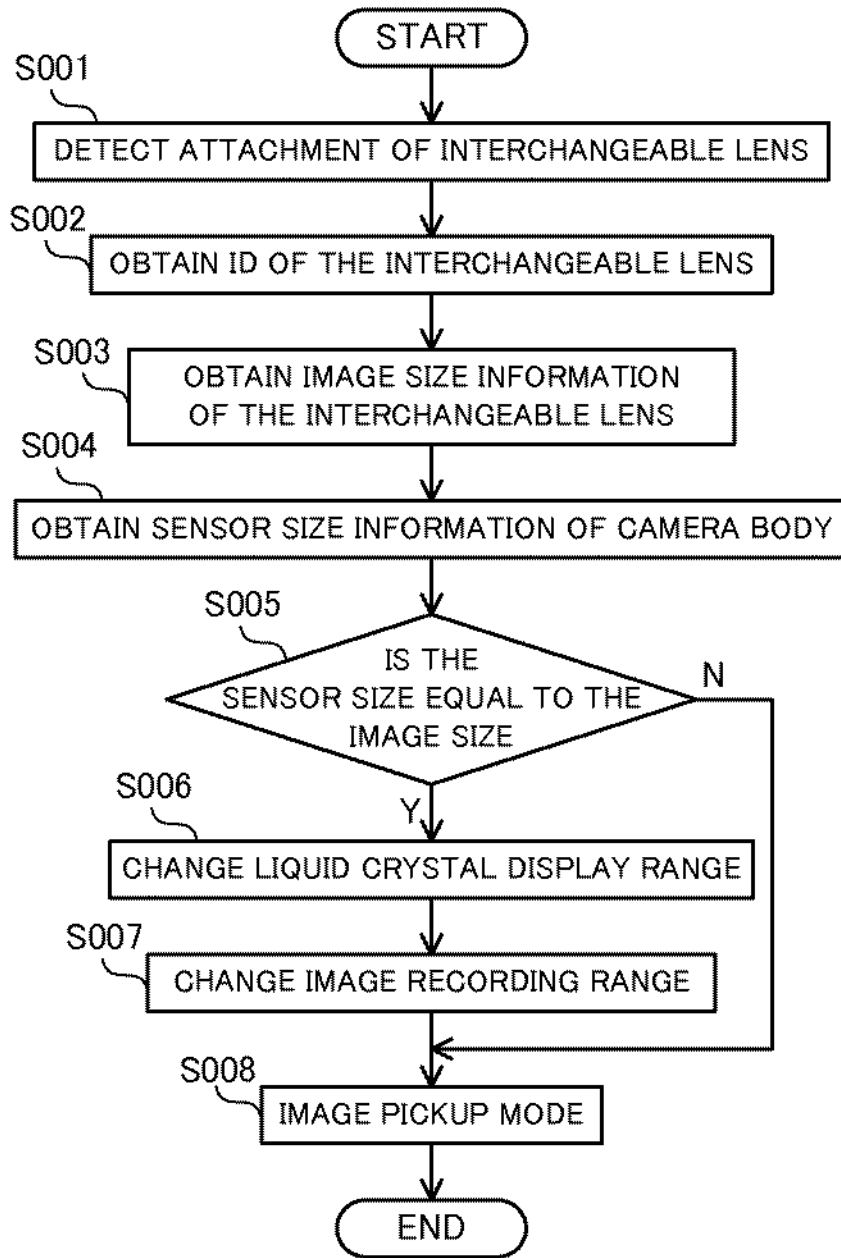 START
S001
DETECT ATTACHMENT OF INTERCHANGEABLE LENS
S002
OBTAIN ID OF THE INTERCHANGEABLE LENS
S003
OBTAIN IMAGE SIZE INFORMATION
OF THE INTERCHANGEABLE LENS
S004
OBTAIN SENSOR SIZE INFORMATION OF CAMERA BODY
S005
IS THE
SENSOR SIZE EQUAL TO THE
IMAGE SIZE
N
Y
S006
CHANGE LIQUID CRYSTAL DISPLAY RANGE
S007
CHANGE IMAGE RECORDING RANGE
S008
IMAGE PICKUP MODE
END